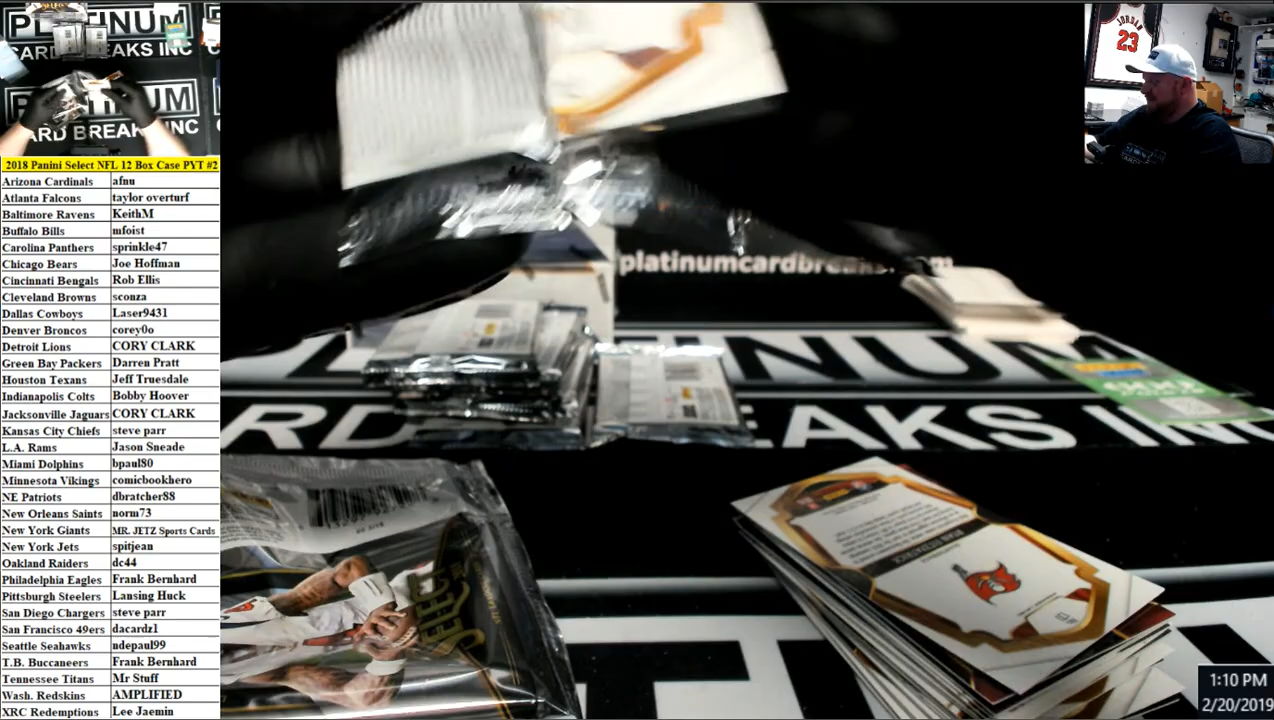 PLATINUM
CARD BREAKS INC
PLATINUM
CARD BREAKS INC
2018 Panini Select NFL 12 Box Case PYT #2
Arizona Cardinals afnu
Atlanta Falcons taylor overturf
Baltimore Ravens KeithM
Buffalo Bills mfoist
Carolina Panthers sprinkle47
Chicago Bears Joe Hoffman
Cincinnati Bengals Rob Ellis
Cleveland Browns sconza
Dallas Cowboys Laser9431
Denver Broncos corey0o
Detroit Lions CORY CLARK
Green Bay Packers Darren Pratt
Houston Texans Jeff Truesdale
Indianapolis Colts Bobby Hoover
Jacksonville Jaguars CORY CLARK
Kansas City Chiefs steve parr
L.A. Rams Jason Sneade
Miami Dolphins bpaul80
Minnesota Vikings comicbookhero
NE Patriots dbratcher88
New Orleans Saints norm73
New York Giants MR. JETZ Sports Cards
New York Jets spitjean
Oakland Raiders dc44
Philadelphia Eagles Frank Bernhard
Pittsburgh Steelers Lansing Huck
San Diego Chargers steve parr
San Francisco 49ers dacardz1
Seattle Seahawks ndepaul99
T.B. Buccaneers Frank Bernhard
Tennessee Titans Mr Stuff
Wash. Redskins AMPLIFIED
XRC Redemptions Lee Jaemin
JORDAN
23
platinumcardbreaks.com
PLATINUM
CARD BREAKS INC
SELECT
RYAN FITZPATRICK
1:10 PM
2/20/2019